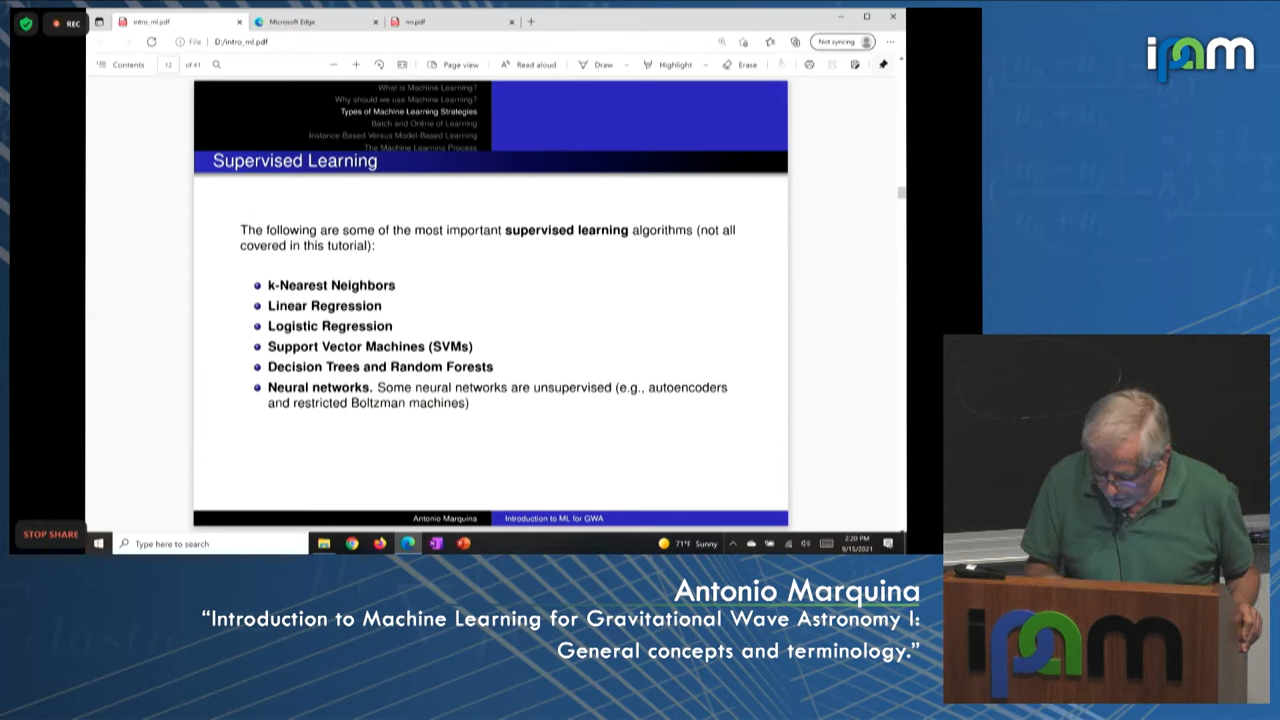 REC
intro_ml.pdf
Microsoft Edge
nn.pdf
File
D:/intro_ml.pdf
Not syncing
Contents
12
of 41
Page view
Read aloud
Draw
Highlight
Erase
What is Machine Learning?
Why should we use Machine Learning?
Types of Machine Learning Strategies
Batch and Online of Learning
Instance-Based Versus Model-Based Learning
The Machine Learning Process
Supervised Learning
The following are some of the most important supervised learning algorithms (not all
covered in this tutorial):
k-Nearest Neighbors
Linear Regression
Logistic Regression
Support Vector Machines (SVMs)
Decision Trees and Random Forests
Neural networks. Some neural networks are unsupervised (e.g., autoencoders
and restricted Boltzman machines)
Antonio Marquina
Introduction to ML for GWA
STOP SHARE
Type here to search
71°F Sunny
2:20 PM
9/15/2021
ipam
ipam
Antonio Marquina
“Introduction to Machine Learning for Gravitational Wave Astronomy I:
General concepts and terminology.”